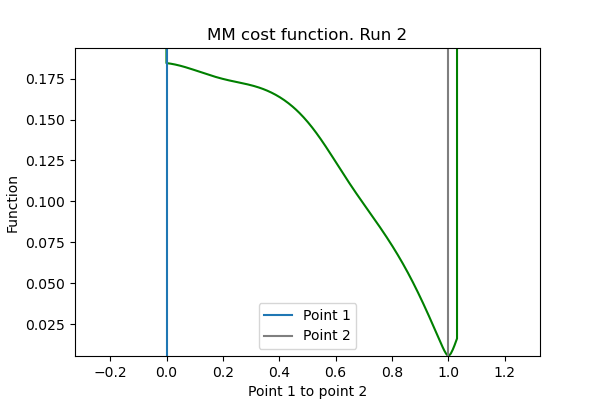 MM cost function. Run 2
Function
0.175
0.150
0.125
0.100
0.075
0.050
0.025
Point 1
Point 2
−0.2 0.0 0.2 0.4 0.6 0.8 1.0 1.2
Point 1 to point 2